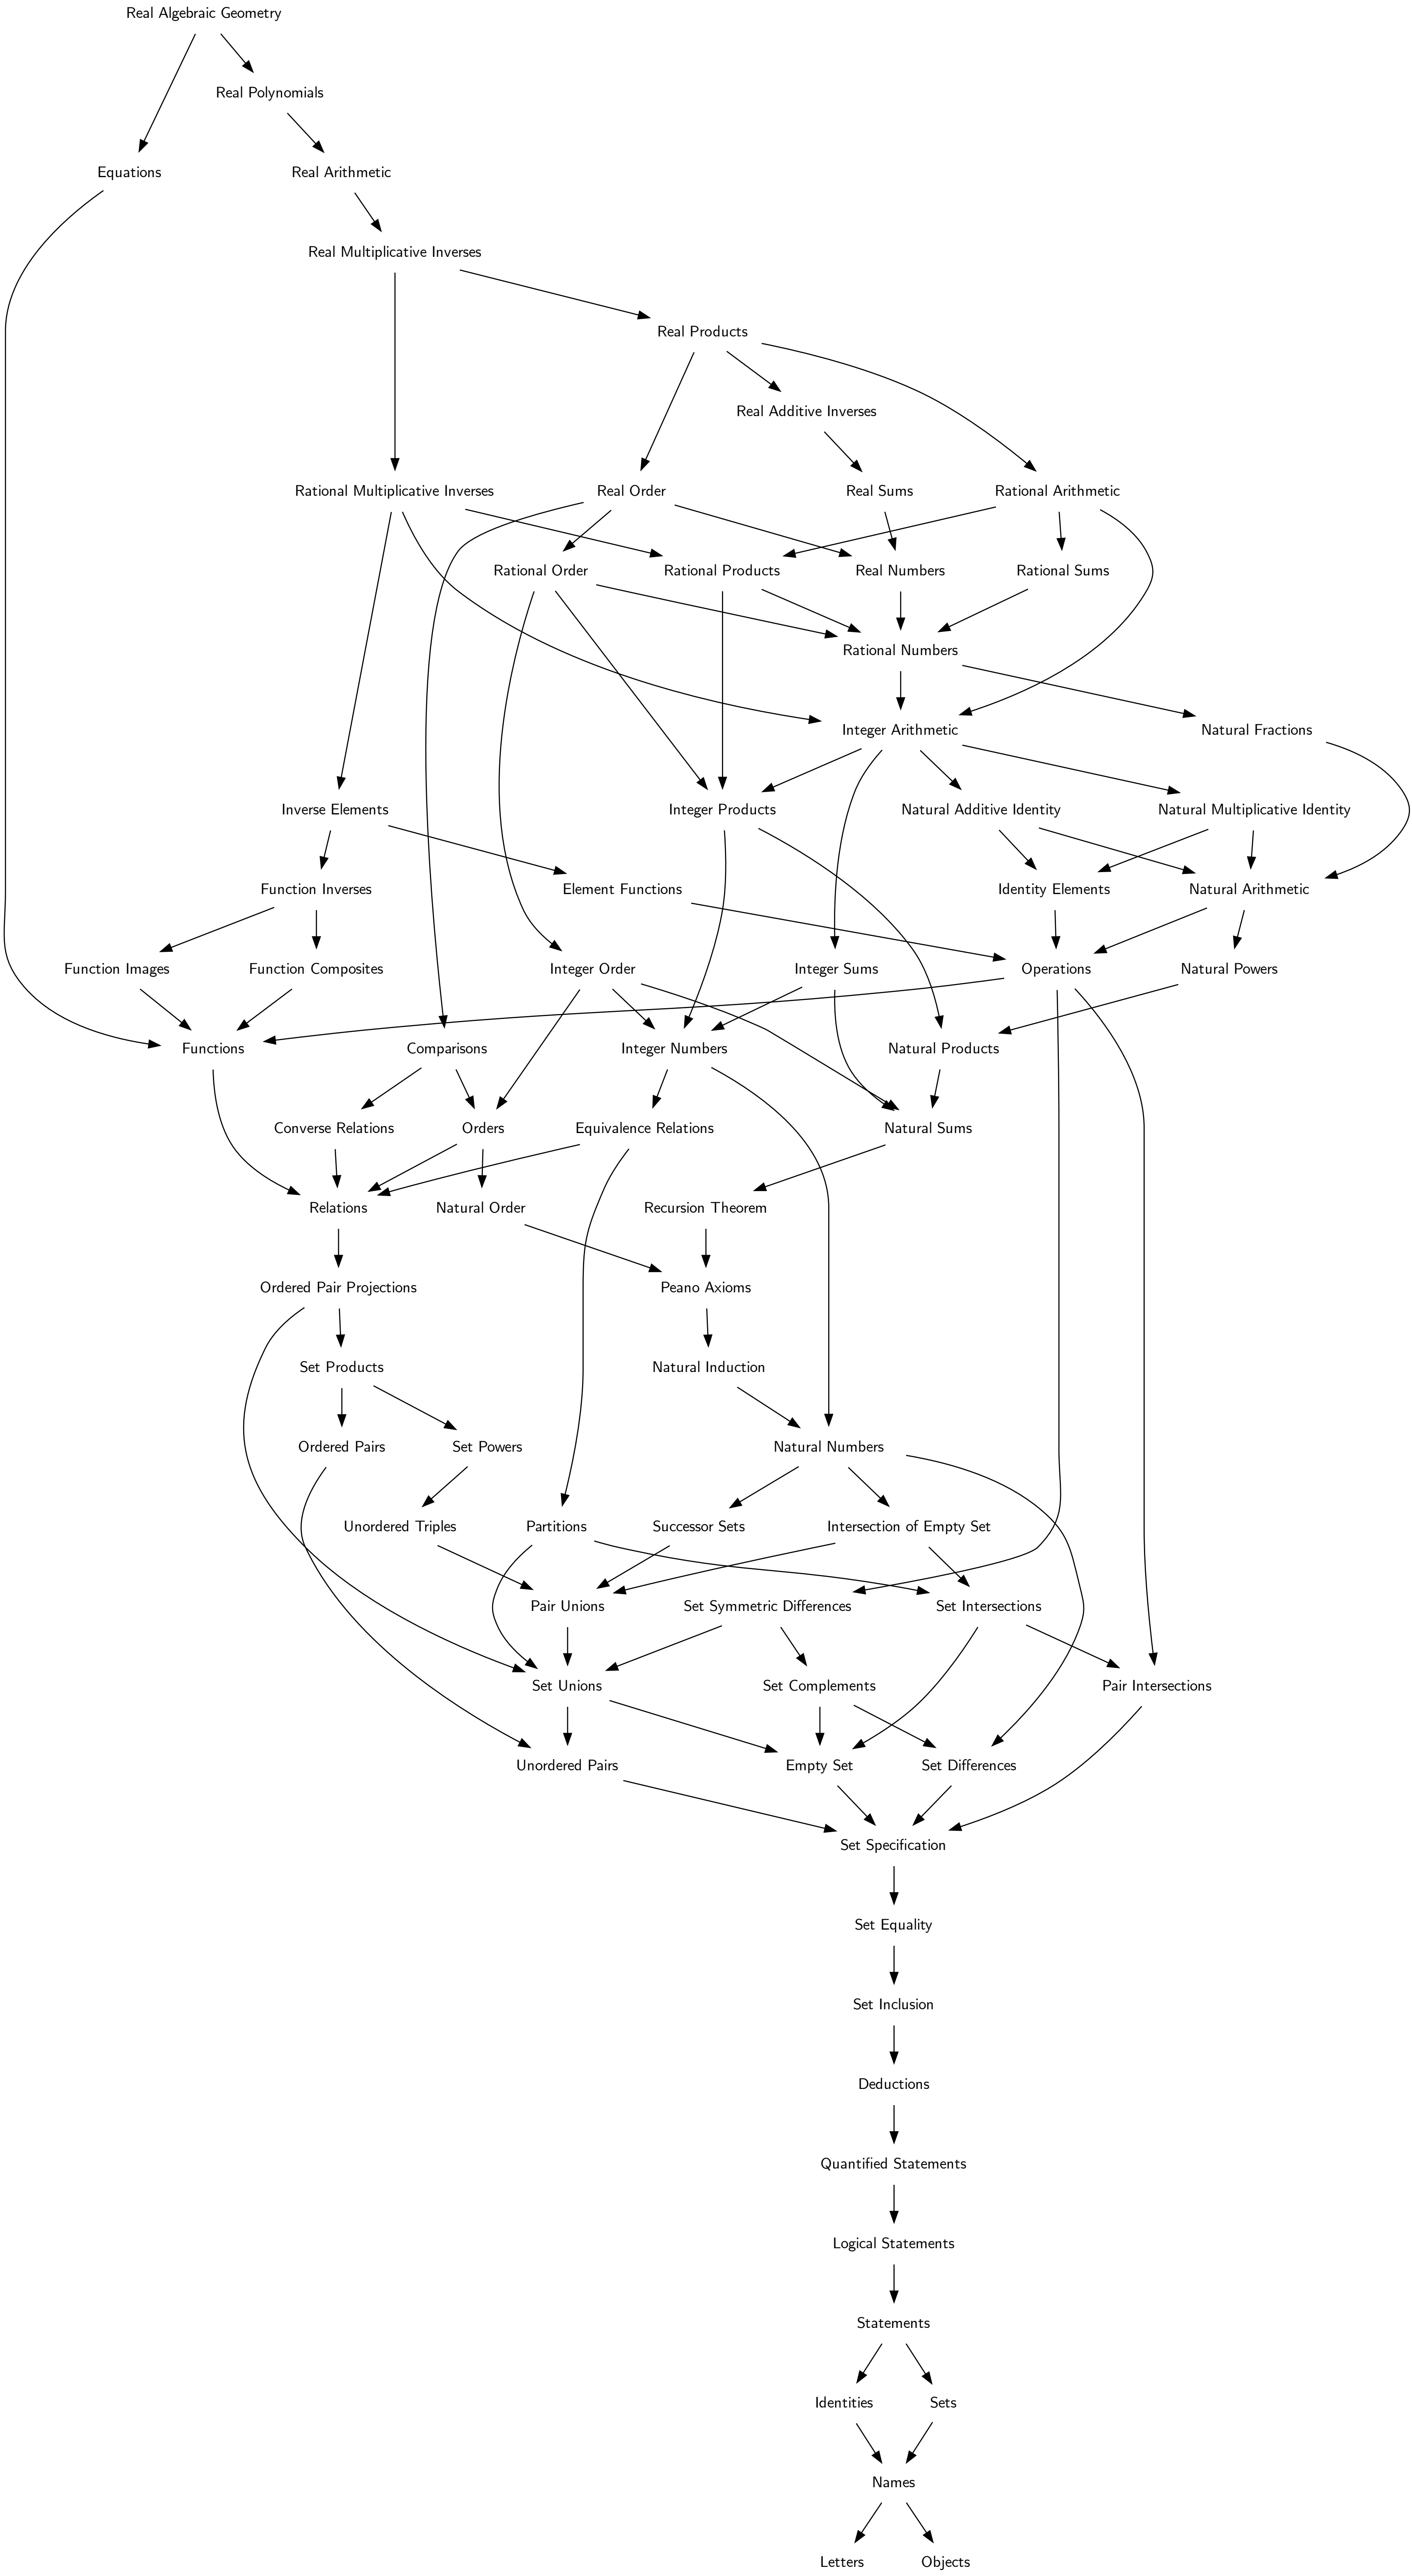 Real Algebraic Geometry
Real Polynomials
Equations
Real Arithmetic
Real Multiplicative Inverses
Real Products
Real Additive Inverses
Rational Multiplicative Inverses
Real Order
Real Sums
Rational Arithmetic
Rational Order
Rational Products
Real Numbers
Rational Sums
Rational Numbers
Integer Arithmetic
Natural Fractions
Inverse Elements
Integer Products
Natural Additive Identity
Natural Multiplicative Identity
Function Inverses
Element Functions
Identity Elements
Natural Arithmetic
Function Images
Function Composites
Integer Order
Integer Sums
Operations
Natural Powers
Functions
Comparisons
Integer Numbers
Natural Products
Converse Relations
Orders
Equivalence Relations
Natural Sums
Relations
Natural Order
Recursion Theorem
Ordered Pair Projections
Peano Axioms
Set Products
Natural Induction
Ordered Pairs
Set Powers
Natural Numbers
Unordered Triples
Partitions
Successor Sets
Intersection of Empty Set
Pair Unions
Set Symmetric Differences
Set Intersections
Set Unions
Set Complements
Pair Intersections
Unordered Pairs
Empty Set
Set Differences
Set Specification
Set Equality
Set Inclusion
Deductions
Quantified Statements
Logical Statements
Statements
Identities
Sets
Names
Letters
Objects